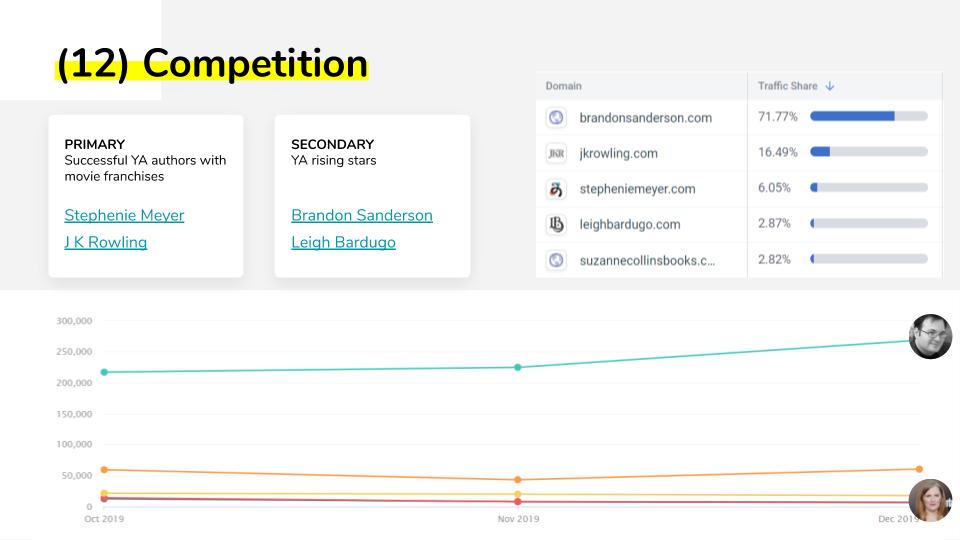 (12) Competition
PRIMARY
Successful YA authors with
movie franchises
Stephenie Meyer
J K Rowling
SECONDARY
YA rising stars
Brandon Sanderson
Leigh Bardugo
Domain Traffic Share
brandonsanderson.com 71.77%
JKR jkrowling.com 16.49%
stepheniemeyer.com 6.05%
LB leighbardugo.com 2.87%
suzannecollinsbooks.c... 2.82%
300,000
250,000
200,000
150,000
100,000
50,000
0
Oct 2019 Nov 2019 Dec 2019